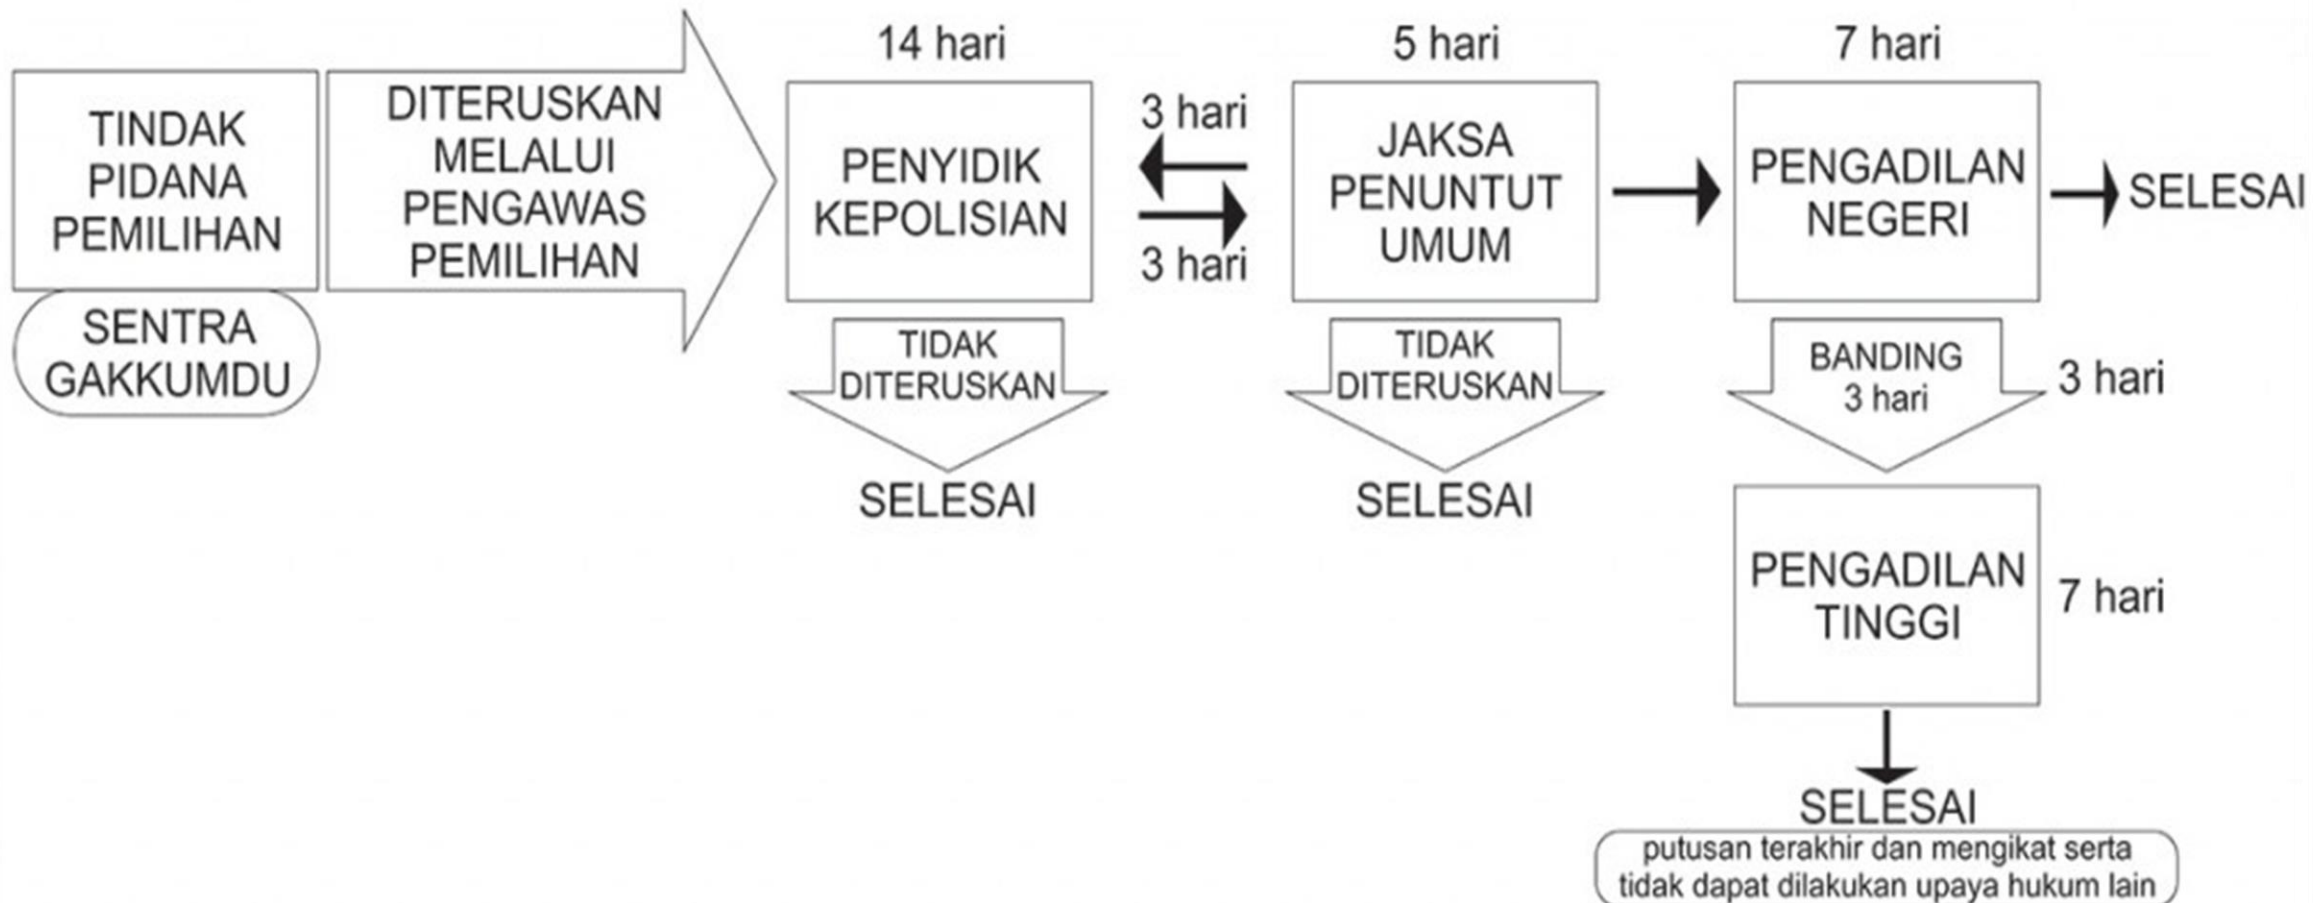 TINDAK
PIDANA
PEMILIHAN
SENTRA
GAKKUMDU
DITERUSKAN
MELALUI
PENGAWAS
PEMILIHAN
14 hari
PENYIDIK
KEPOLISIAN
TIDAK
DITERUSKAN
SELESAI
3 hari
3 hari
5 hari
JAKSA
PENUNTUT
UMUM
TIDAK
DITERUSKAN
SELESAI
7 hari
PENGADILAN
NEGERI
SELESAI
BANDING
3 hari
3 hari
PENGADILAN
TINGGI
7 hari
SELESAI
putusan terakhir dan mengikat serta
tidak dapat dilakukan upaya hukum lain